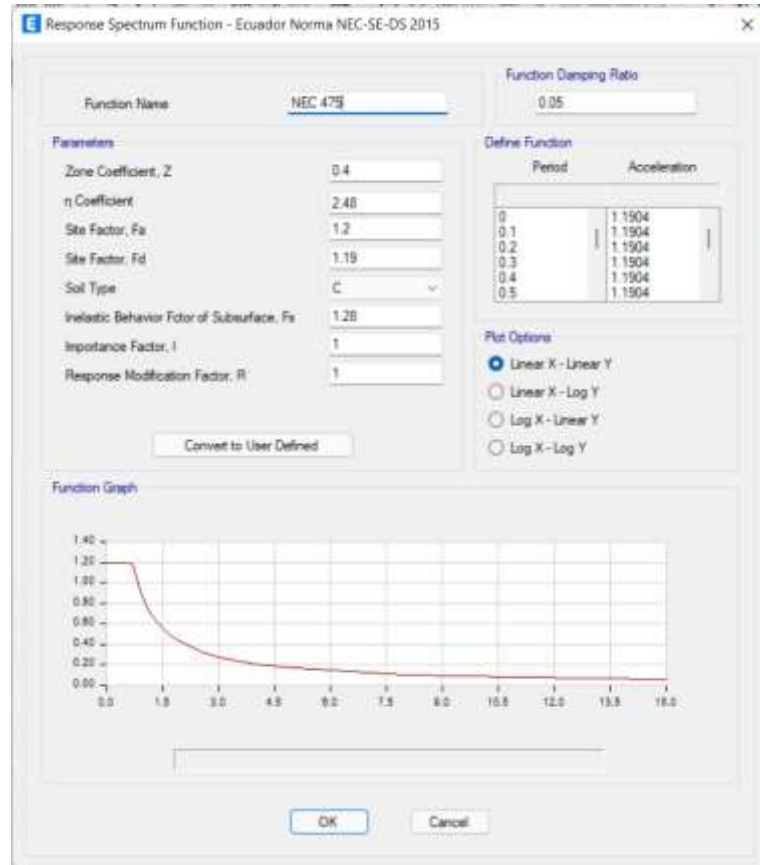 E Response Spectrum Function - Ecuador Norma NEC-SE-DS 2015
Function Name NEC 475
Function Damping Ratio
0.05
Parameters
Zone Coefficient, Z 0.4
η Coefficient 2.48
Site Factor, Fa 1.2
Site Factor, Fd 1.19
Soil Type C
Inelastic Behavior Fctor of Subsurface, Fs 1.28
Importance Factor, I 1
Response Modification Factor, R 1
Convert to User Defined
Define Function
Period Acceleration
0 1.1904
0.1 1.1904
0.2 1.1904
0.3 1.1904
0.4 1.1904
0.5 1.1904
Plot Options
Linear X - Linear Y
Linear X - Log Y
Log X - Linear Y
Log X - Log Y
Function Graph
1.40
1.20
1.00
0.80
0.60
0.40
0.20
0.00
0.0 1.5 3.0 4.5 6.0 7.5 9.0 10.5 12.0 13.5 15.0
OK Cancel